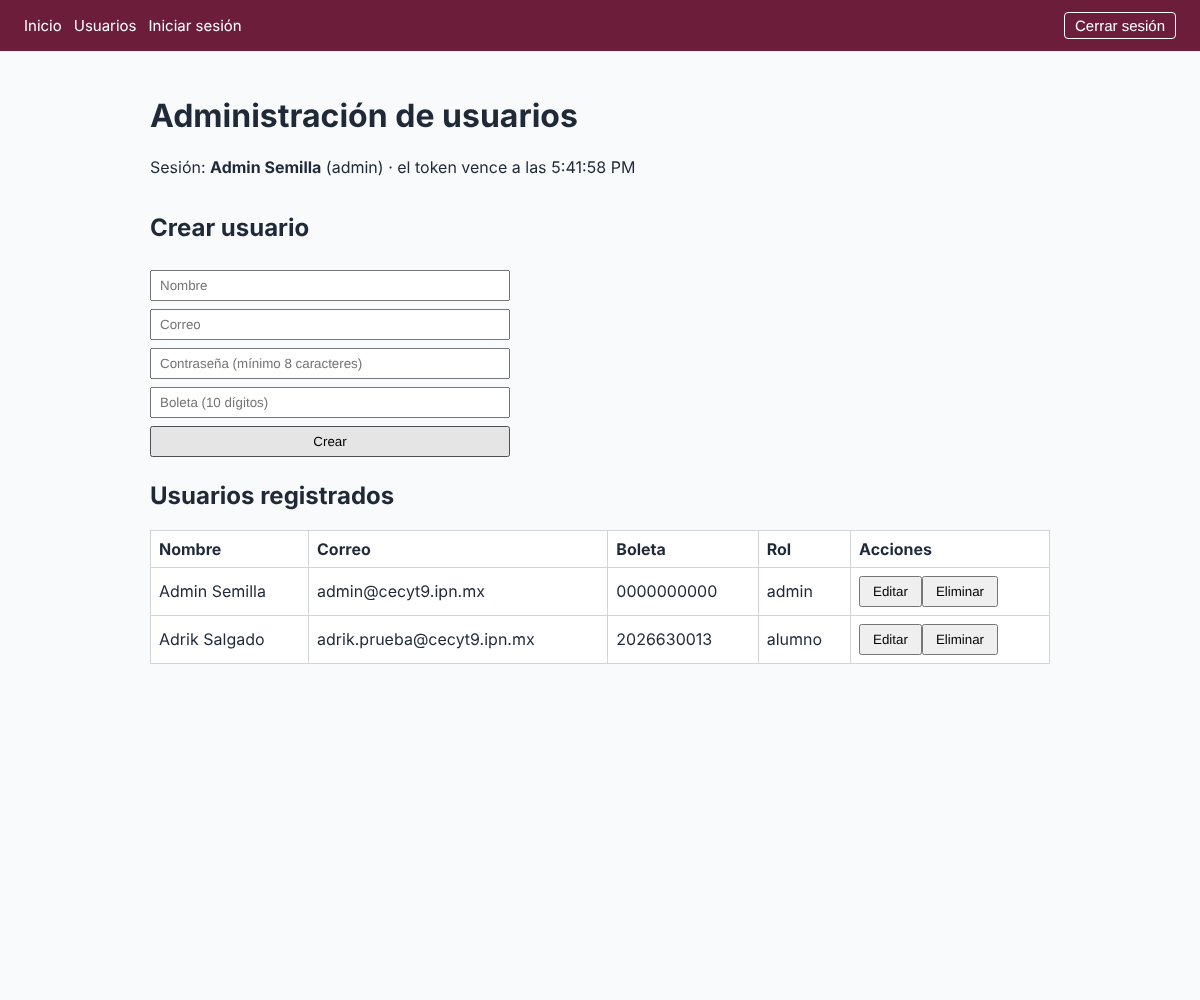 Inicio Usuarios Iniciar sesión Cerrar sesión
Administración de usuarios
Sesión: Admin Semilla (admin) · el token vence a las 5:41:58 PM
Crear usuario
Nombre
Correo
Contraseña (mínimo 8 caracteres)
Boleta (10 dígitos)
Crear
Usuarios registrados
Nombre Correo Boleta Rol Acciones
Admin Semilla admin@cecyt9.ipn.mx 0000000000 admin Editar Eliminar
Adrik Salgado adrik.prueba@cecyt9.ipn.mx 2026630013 alumno Editar Eliminar